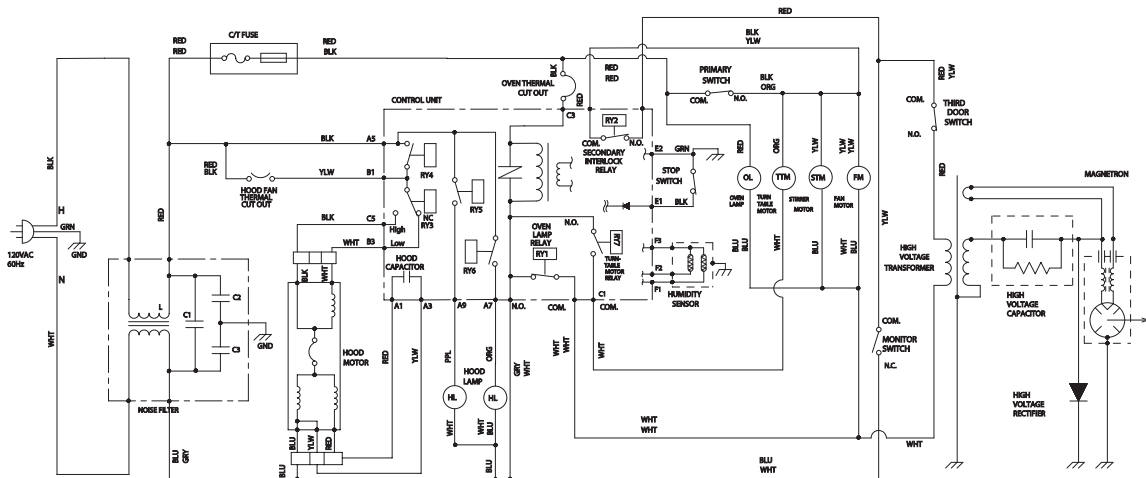 RED
C/T FUSE
RED
RED
RED
BLK
BLK
YLW
RED
RED
PRIMARY
SWITCH
BLK
ORG
COM.
N.O.
RED
YLW
COM.
THIRD
DOOR
SWITCH
N.O.
BLK
OVEN THERMAL
CUT OUT
RED
CONTROL UNIT
C3
RY2
COM.
N.O.
SECONDARY
INTERLOCK
RELAY
BLK
A5
RY4
E2
GRN
STOP
SWITCH
E1
BLK
RED
ORG
YLW
YLW
YLW
RED
BLK
RED
BLK
HOOD FAN
THERMAL
CUT OUT
YLW
B1
RY5
OL
TTM
STM
FM
OVEN
LAMP
TURN
TABLE
MOTOR
STIRRER
MOTOR
FAN
MOTOR
RED
MAGNETRON
H
GRN
GND
120VAC
60Hz
N
RED
BLK
C5
High
NC
RY3
WHT
B3
Low
HOOD
CAPACITOR
RY6
OVEN
LAMP
RELAY
RY1
N.O.
RY7
TURN-
TABLE
MOTOR
RELAY
F3
F2
F1
HUMIDITY
SENSOR
BLU
BLU
WHT
BLU
WHT
BLU
YLW
HIGH
VOLTAGE
TRANSFORMER
HIGH
VOLTAGE
CAPACITOR
BLK
WHT
A1
A3
A9
A7
N.O.
COM.
C1
COM.
L
C1
C2
C3
GND
WHT
NOISE FILTER
HOOD
MOTOR
RED
YLW
PPL
ORG
HOOD
LAMP
HL
HL
GRY
WHT
WHT
WHT
WHT
COM.
MONITOR
SWITCH
N.C.
HIGH
VOLTAGE
RECTIFIER
WHT
WHT
BLU
WHT
WHT
WHT
BLU
YLW
RED
BLU
GRY
BLU
BLU
BLU
WHT